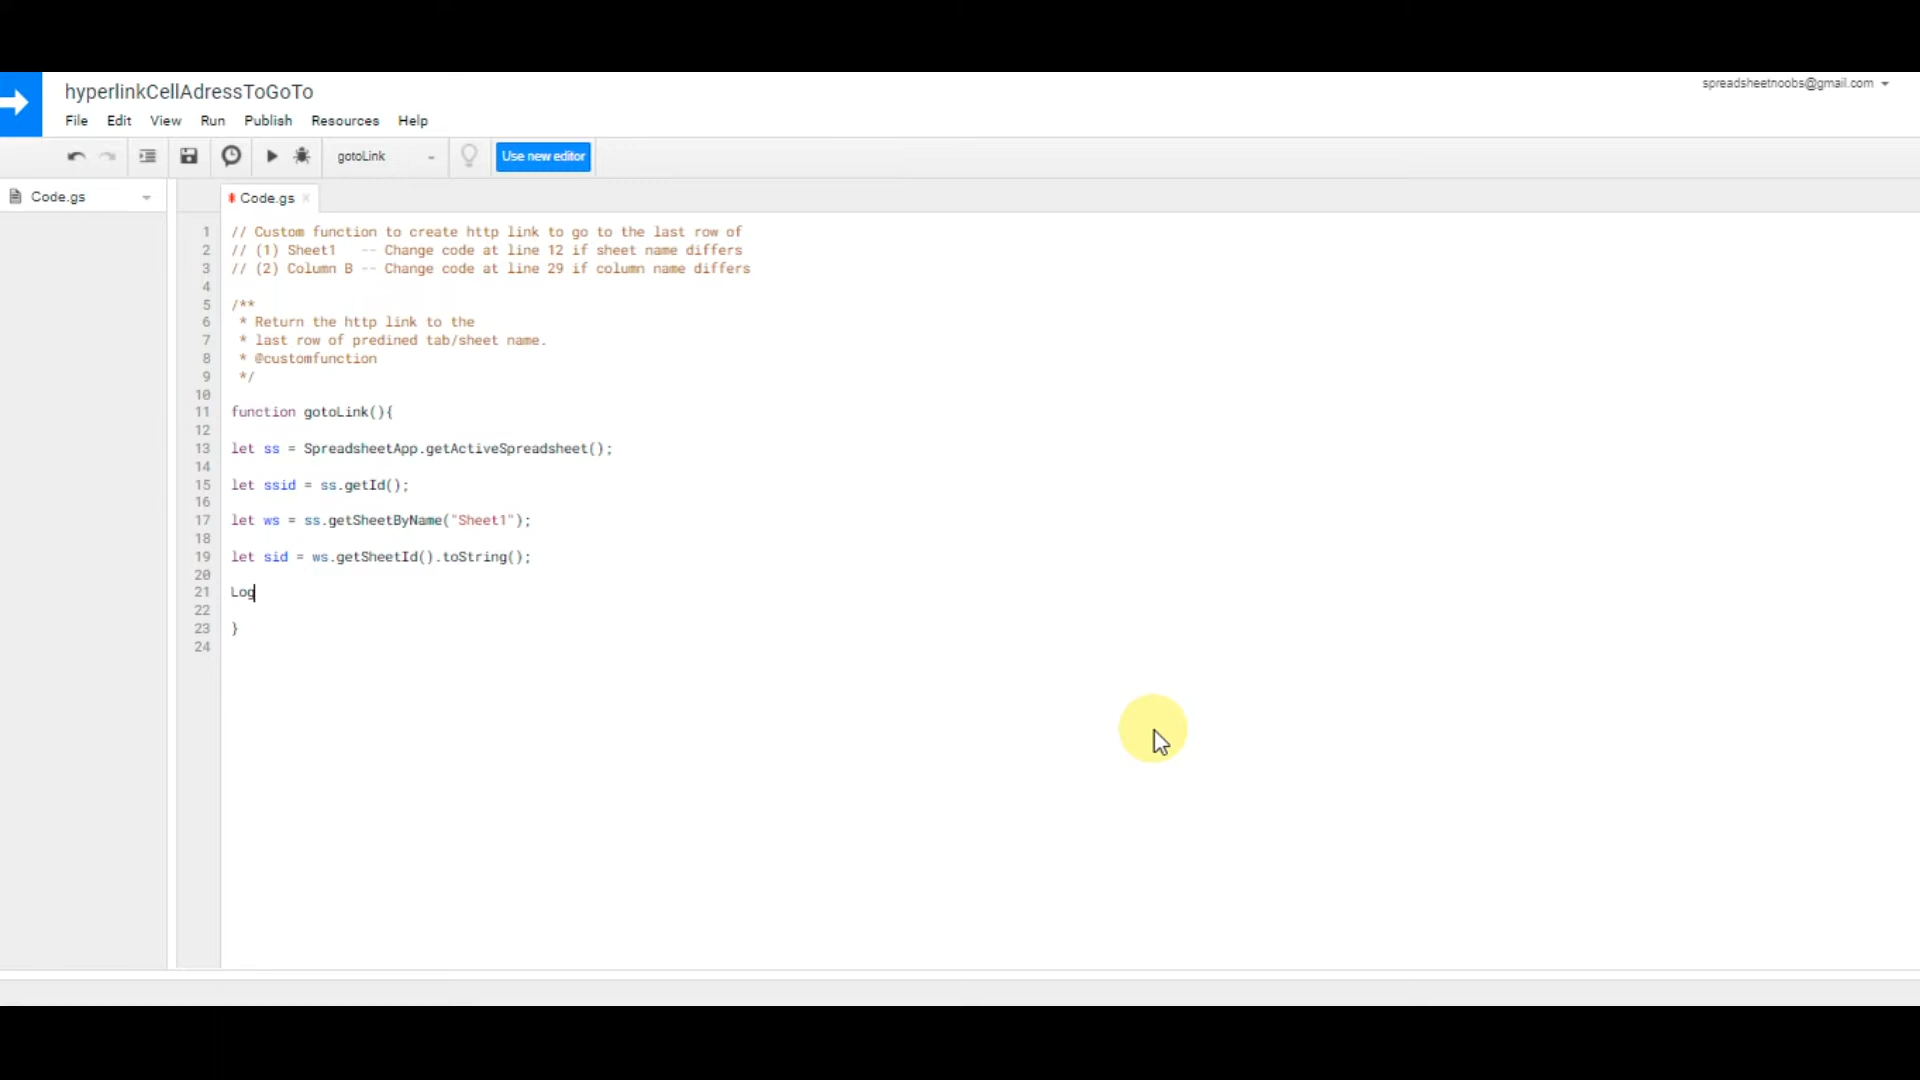 hyperlinkCellAdressToGoTo
spreadsheetnoobs@gmail.com
File Edit View Run Publish Resources Help
gotoLink
Use new editor
Code.gs
Code.gs
1 // Custom function to create http link to go to the last row of
2 // (1) Sheet1 -- Change code at line 12 if sheet name differs
3 // (2) Column B -- Change code at line 29 if column name differs
4
5 /**
6 * Return the http link to the
7 * last row of predined tab/sheet name.
8 * @customfunction
9 */
10
11 function gotoLink(){
12
13 let ss = SpreadsheetApp.getActiveSpreadsheet();
14
15 let ssid = ss.getId();
16
17 let ws = ss.getSheetByName("Sheet1");
18
19 let sid = ws.getSheetId().toString();
20
21 Log
22
23 }
24